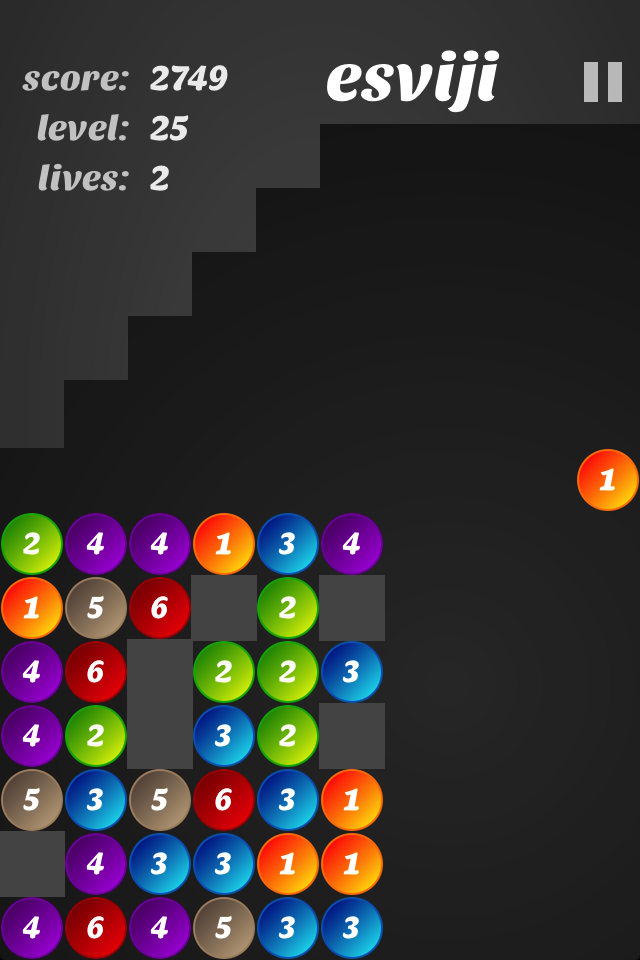 score: 2749
esviji
level: 25
lives: 2
1
2 4 4 1 3 4
1 5 6 2
4 6 2 2 3
4 2 3 2
5 3 5 6 3 1
4 3 3 1 1
4 6 4 5 3 3